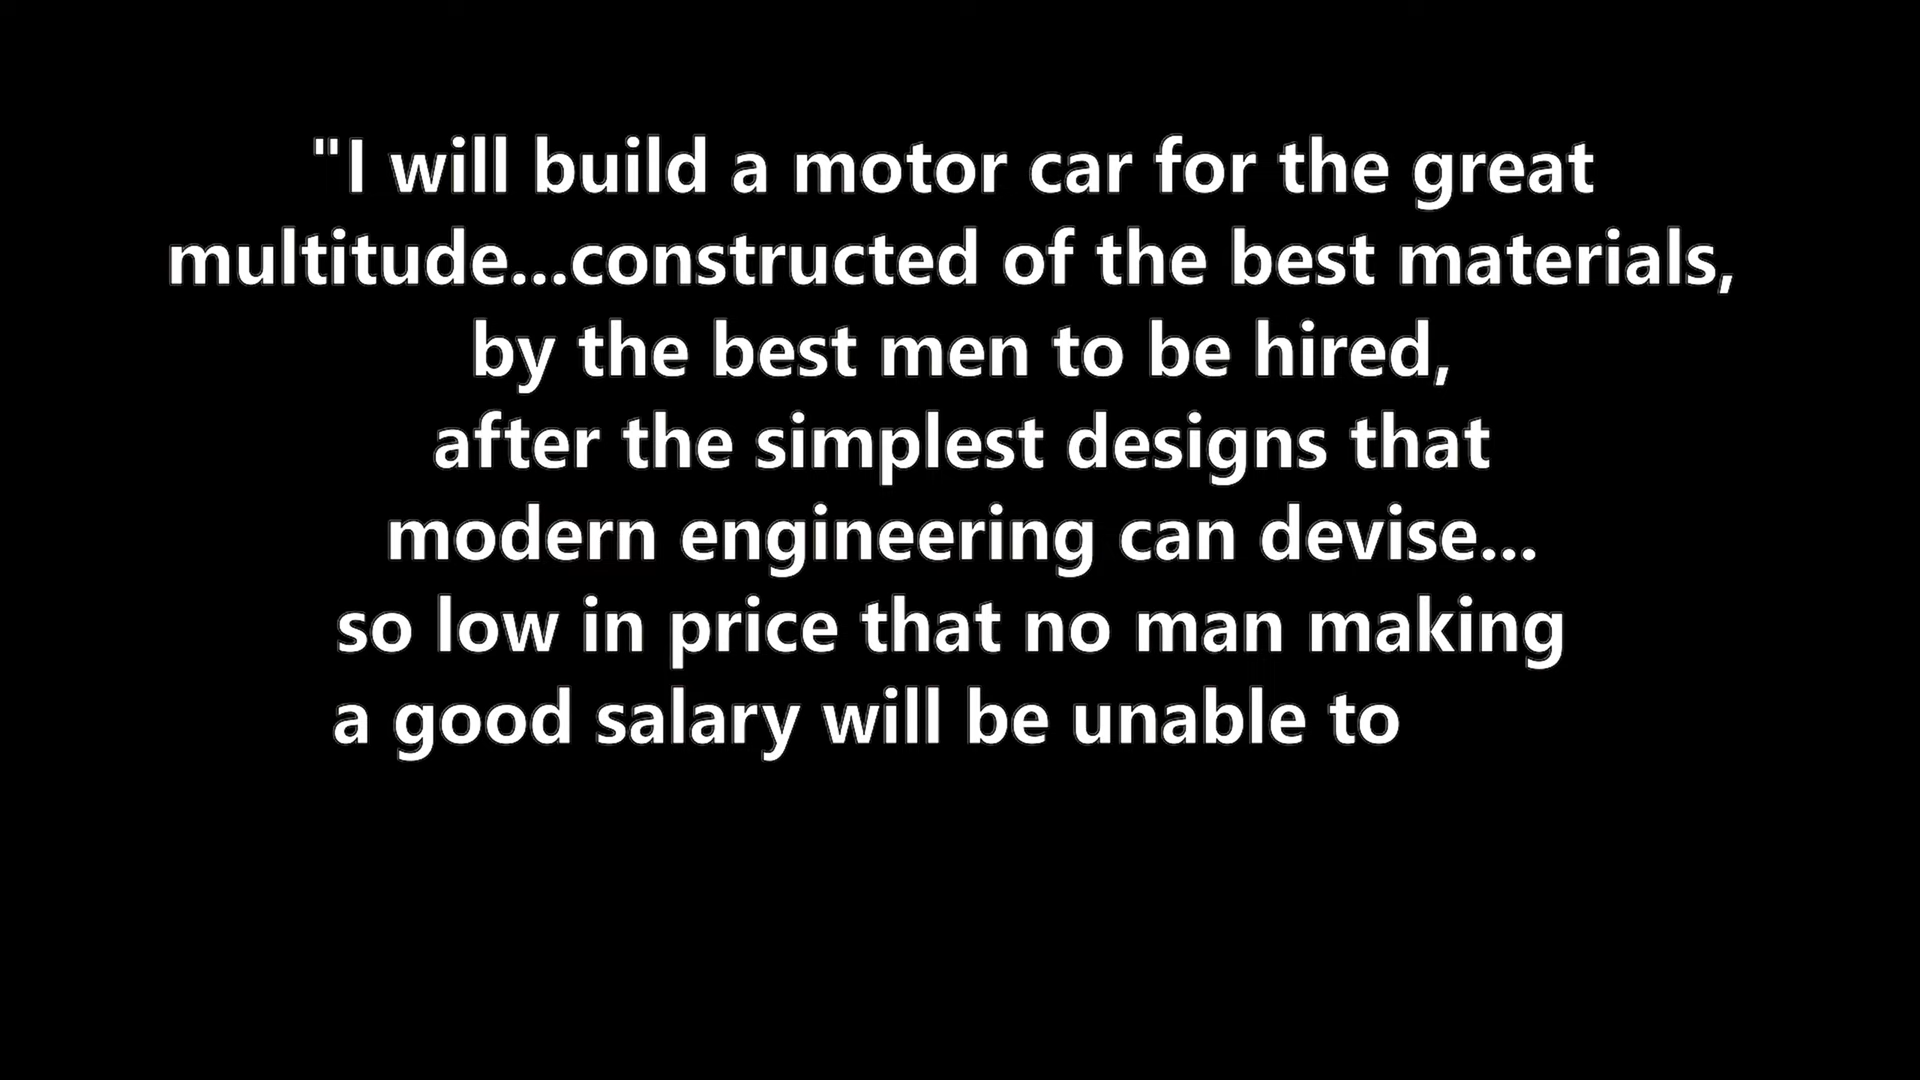 "I will build a motor car for the great
multitude...constructed of the best materials,
by the best men to be hired,
after the simplest designs that
modern engineering can devise...
so low in price that no man making
a good salary will be unable to